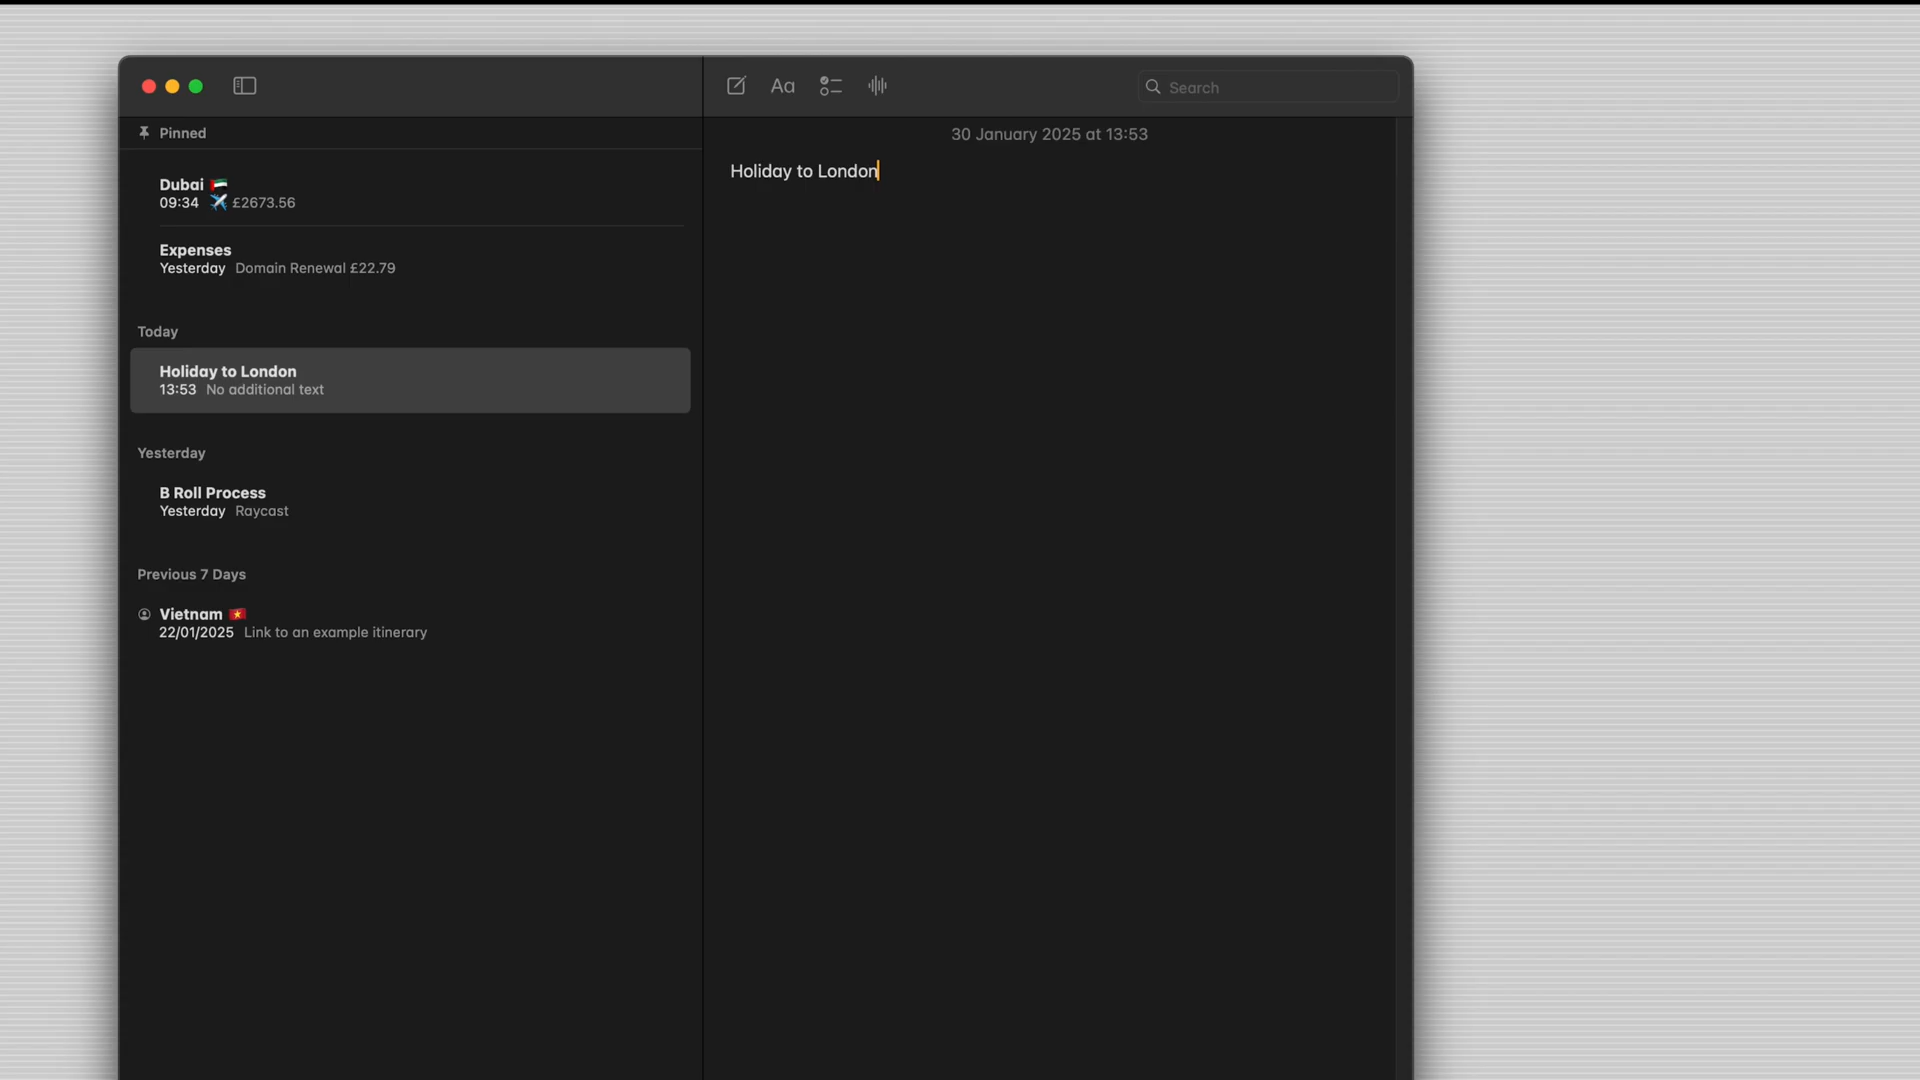 Aa
Search
Pinned
Dubai 🇦🇪
09:34 ✈️ £2673.56
Expenses
Yesterday Domain Renewal £22.79
Today
Holiday to London
13:53 No additional text
Yesterday
B Roll Process
Yesterday Raycast
Previous 7 Days
Vietnam 🇻🇳
22/01/2025 Link to an example itinerary
30 January 2025 at 13:53
Holiday to London